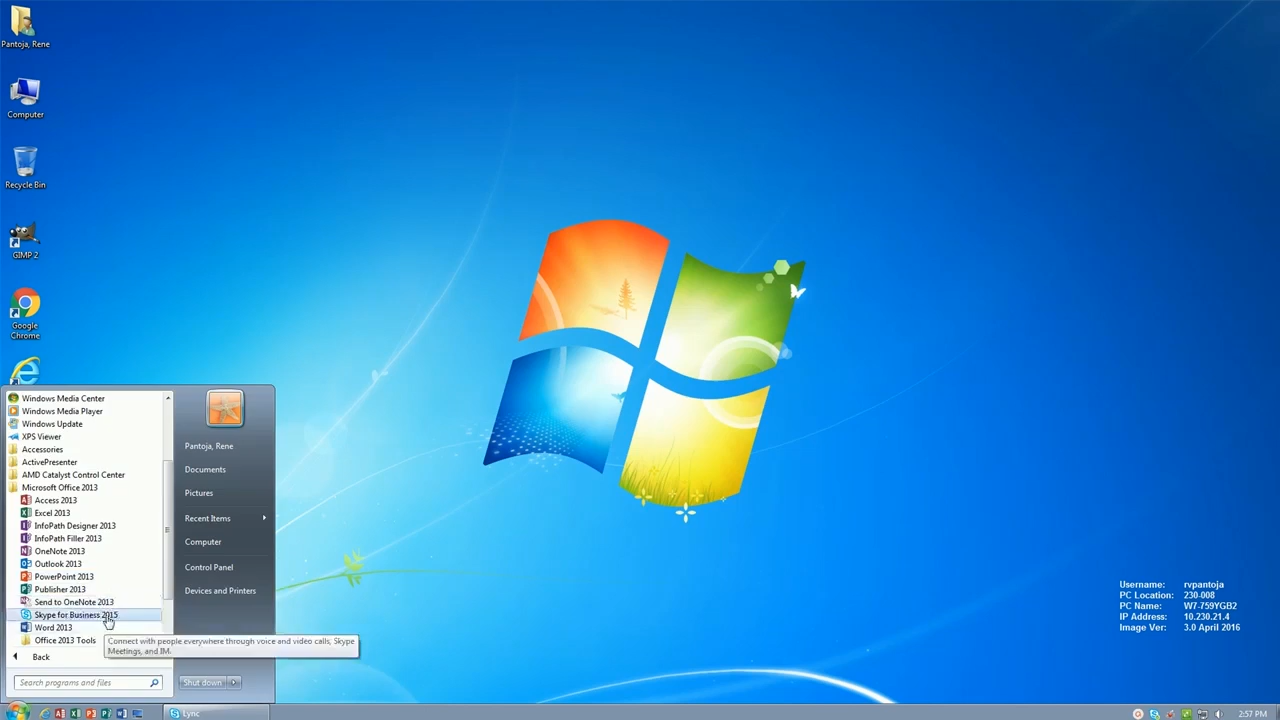 Pantoja, Rene
Computer
Recycle Bin
GIMP 2
Google
Chrome
Windows Media Center
Windows Media Player
Windows Update
XPS Viewer
Accessories
ActivePresenter
AMD Catalyst Control Center
Microsoft Office 2013
Access 2013
Excel 2013
InfoPath Designer 2013
InfoPath Filler 2013
OneNote 2013
Outlook 2013
PowerPoint 2013
Publisher 2013
Send to OneNote 2013
Skype for Business 2015
Word 2013
Office 2013 Tools
Back
Search programs and files
Pantoja, Rene
Documents
Pictures
Recent Items
Computer
Control Panel
Devices and Printers
Connect with people everywhere through voice and video calls, Skype
Meetings, and IM.
Shut down
Username: rvpantoja
PC Location: 230-008
PC Name: W7-759YGB2
IP Address: 10.230.21.4
Image Ver: 3.0 April 2016
Lync
2:57 PM